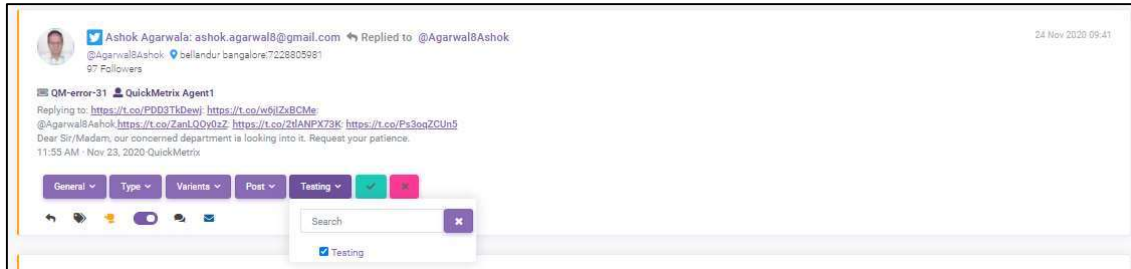 Ashok Agarwala: ashok.agarwal8@gmail.com Replied to @Agarwal8Ashok
24 Nov 2020 09:41
@Agarwal8Ashok bellandur bangalore:7228805981
97 Followers
QM-error-31 QuickMetrix Agent1
Replying to: https://t.co/PDD3TkDewj: https://t.co/w6jIZxBCMe:
@Agarwal8Ashok,https://t.co/ZanLQOy0zZ: https://t.co/2tlANPX73K: https://t.co/Ps3oqZCUn5
Dear Sir/Madam, our concerned department is looking into it. Request your patience.
11:55 AM - Nov 23, 2020-QuickMetrix
General Type Varients Post Testing
Search
Testing